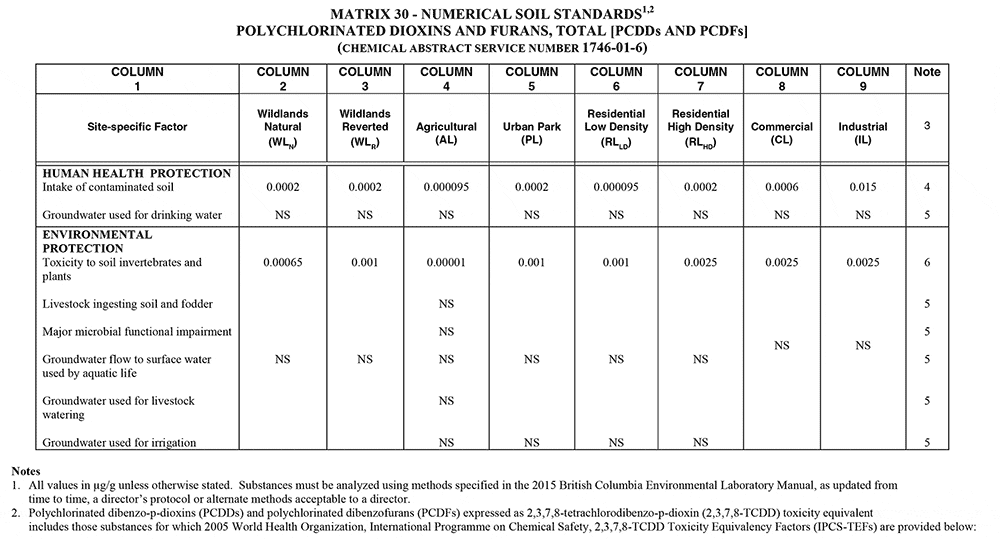 MATRIX 30 - NUMERICAL SOIL STANDARDS1,2
POLYCHLORINATED DIOXINS AND FURANS, TOTAL [PCDDs AND PCDFs]
(CHEMICAL ABSTRACT SERVICE NUMBER 1746-01-6)
COLUMN 1 COLUMN 2 COLUMN 3 COLUMN 4 COLUMN 5 COLUMN 6 COLUMN 7 COLUMN 8 COLUMN 9 Note
Site-specific Factor Wildlands Natural (WLN) Wildlands Reverted (WLR) Agricultural (AL) Urban Park (PL) Residential Low Density (RLLD) Residential High Density (RLHD) Commercial (CL) Industrial (IL) 3
HUMAN HEALTH PROTECTION
Intake of contaminated soil 0.0002 0.0002 0.000095 0.0002 0.000095 0.0002 0.0006 0.015 4
Groundwater used for drinking water NS NS NS NS NS NS NS NS 5
ENVIRONMENTAL
PROTECTION
Toxicity to soil invertebrates and 0.00065 0.001 0.00001 0.001 0.001 0.0025 0.0025 0.0025 6
plants
Livestock ingesting soil and fodder NS 5
Major microbial functional impairment NS 5
NS NS
Groundwater flow to surface water NS NS NS NS NS NS 5
used by aquatic life
Groundwater used for livestock NS 5
watering
Groundwater used for irrigation NS NS NS NS 5
Notes
1. All values in µg/g unless otherwise stated. Substances must be analyzed using methods specified in the 2015 British Columbia Environmental Laboratory Manual, as updated from
time to time, a director's protocol or alternate methods acceptable to a director.
2. Polychlorinated dibenzo-p-dioxins (PCDDs) and polychlorinated dibenzofurans (PCDFs) expressed as 2,3,7,8-tetrachlorodibenzo-p-dioxin (2,3,7,8-TCDD) toxicity equivalent
includes those substances for which 2005 World Health Organization, International Programme on Chemical Safety, 2,3,7,8-TCDD Toxicity Equivalency Factors (IPCS-TEFs) are provided below: